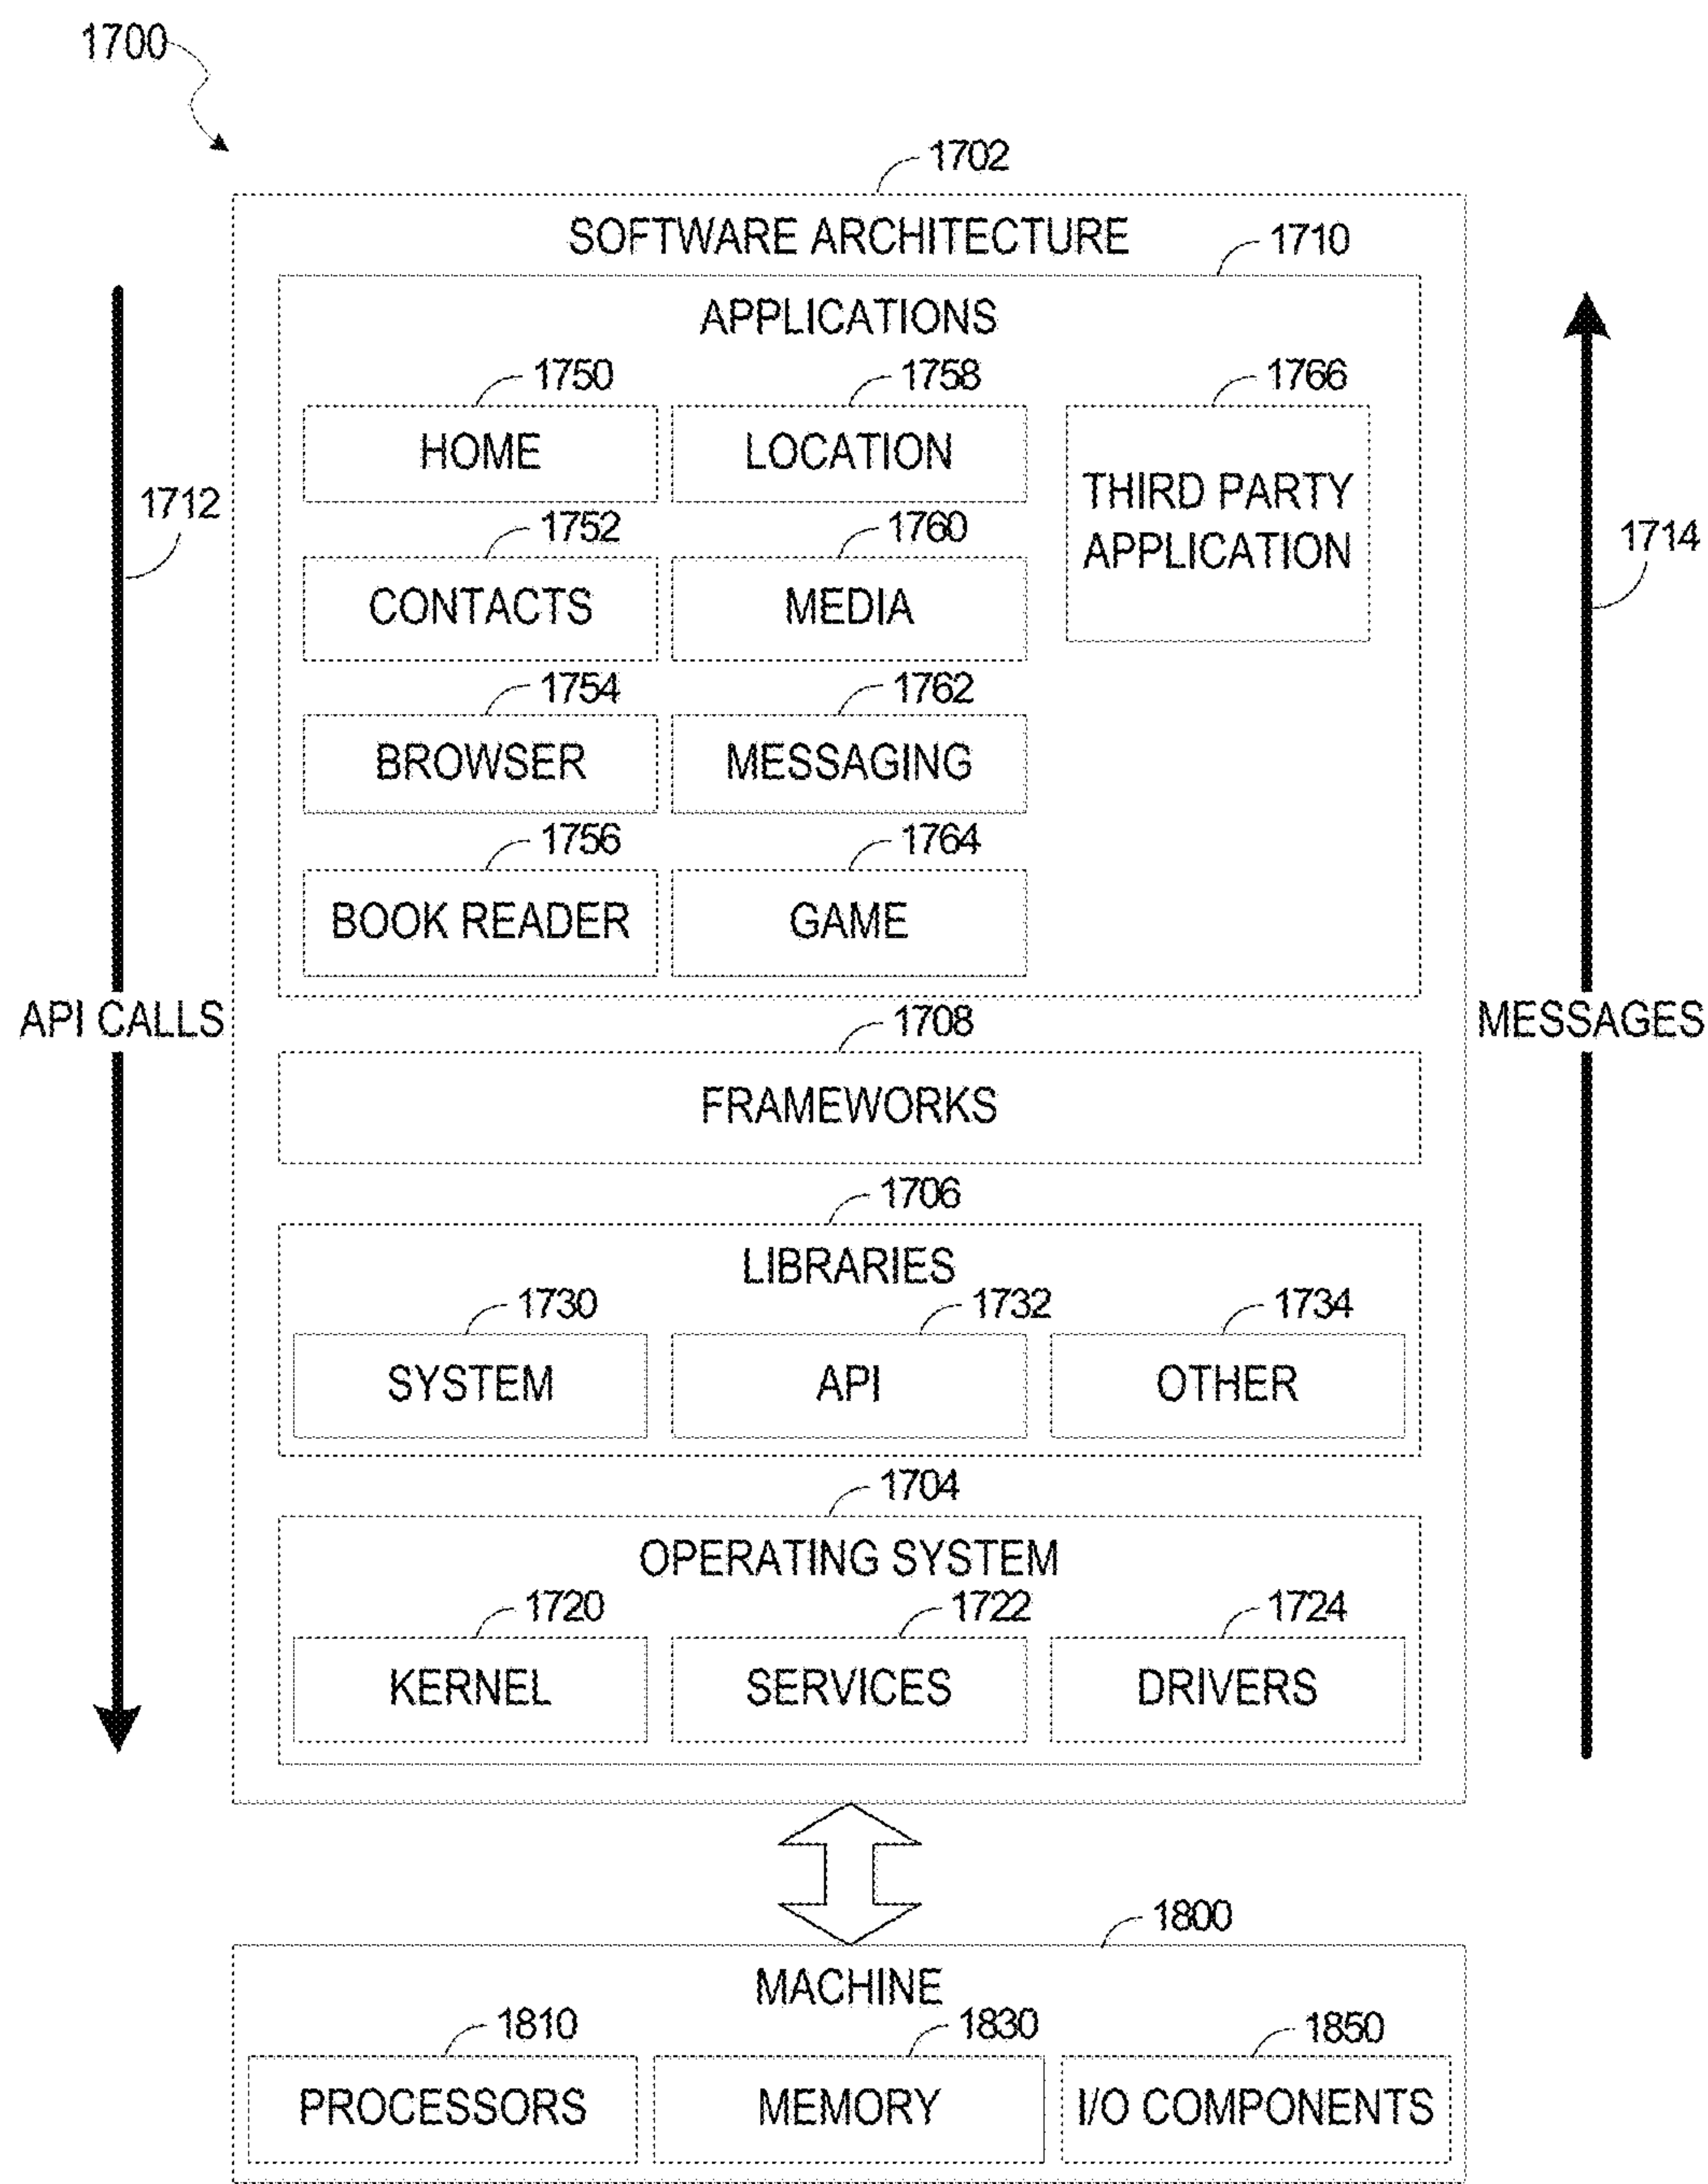 1700
1702
SOFTWARE ARCHITECTURE
1710
APPLICATIONS
1750
1758
1766
HOME
LOCATION
THIRD PARTY
APPLICATION
1712
1752
1760
1714
CONTACTS
MEDIA
1754
1762
BROWSER
MESSAGING
1756
1764
BOOK READER
GAME
API CALLS
1708
MESSAGES
FRAMEWORKS
1706
LIBRARIES
1730
1732
1734
SYSTEM
API
OTHER
1704
OPERATING SYSTEM
1720
1722
1724
KERNEL
SERVICES
DRIVERS
1800
MACHINE
1810
1830
1850
PROCESSORS
MEMORY
I/O COMPONENTS